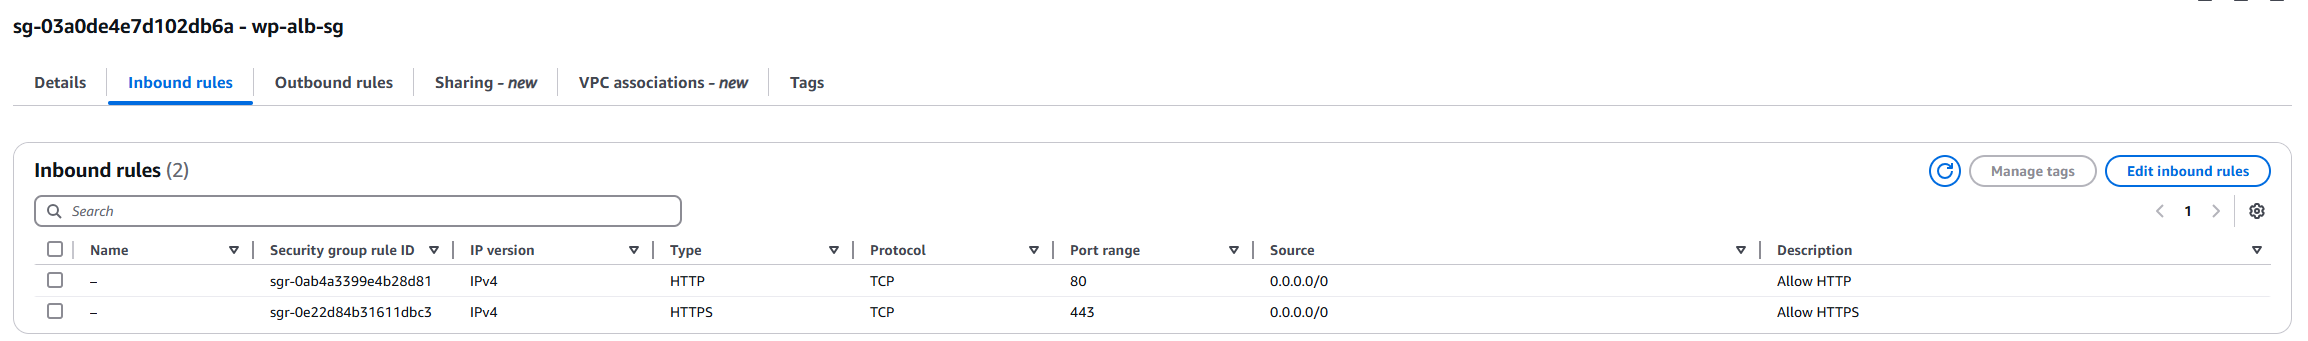 sg-03a0de4e7d102db6a - wp-alb-sg
Details Inbound rules Outbound rules Sharing - new VPC associations - new Tags
Inbound rules (2) Manage tags Edit inbound rules
Search 1
Name Security group rule ID IP version Type Protocol Port range Source Description
– sgr-0ab4a3399e4b28d81 IPv4 HTTP TCP 80 0.0.0.0/0 Allow HTTP
– sgr-0e22d84b31611dbc3 IPv4 HTTPS TCP 443 0.0.0.0/0 Allow HTTPS